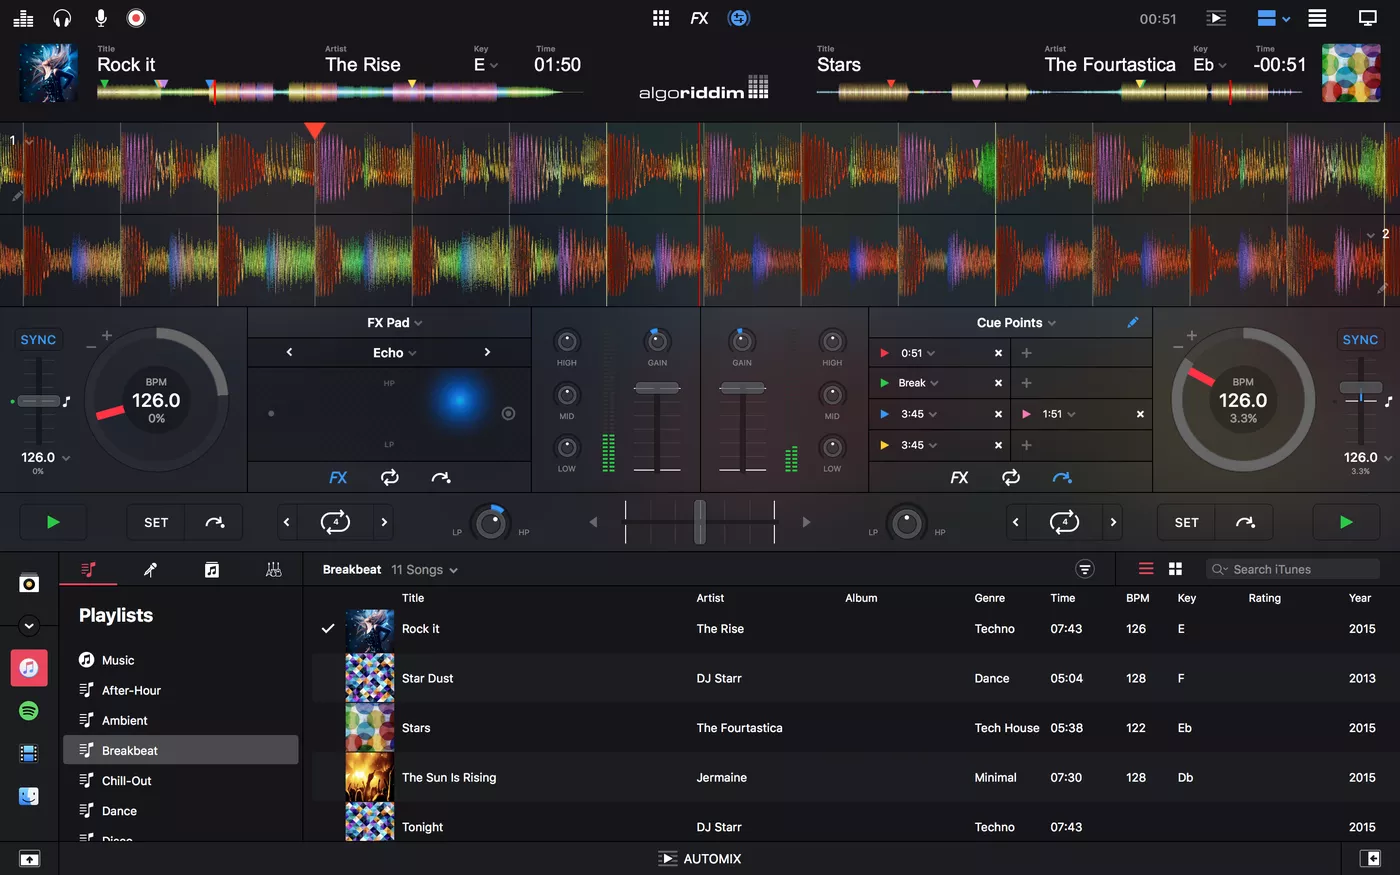 FX
00:51
Title
Rock it
Artist
The Rise
Key
E
Time
01:50
algoriddim
Title
Stars
Artist
The Fourtastica
Key
Eb
Time
-00:51
1
2
SYNC
BPM
126.0
0%
126.0
0%
FX Pad
Echo
HP
LP
FX
HIGH
MID
LOW
GAIN
GAIN
HIGH
MID
LOW
Cue Points
0:51
Break
3:45
1:51
3:45
FX
BPM
126.0
3.3%
SYNC
126.0
3.3%
SET
4
LP
HP
LP
HP
4
SET
Breakbeat 11 Songs
Search iTunes
Playlists
Music
After-Hour
Ambient
Breakbeat
Chill-Out
Dance
Disco
Title Artist Album Genre Time BPM Key Rating Year
Rock it The Rise Techno 07:43 126 E 2015
Star Dust DJ Starr Dance 05:04 128 F 2013
Stars The Fourtastica Tech House 05:38 122 Eb 2015
The Sun Is Rising Jermaine Minimal 07:30 128 Db 2015
Tonight DJ Starr Techno 07:43 2015
AUTOMIX